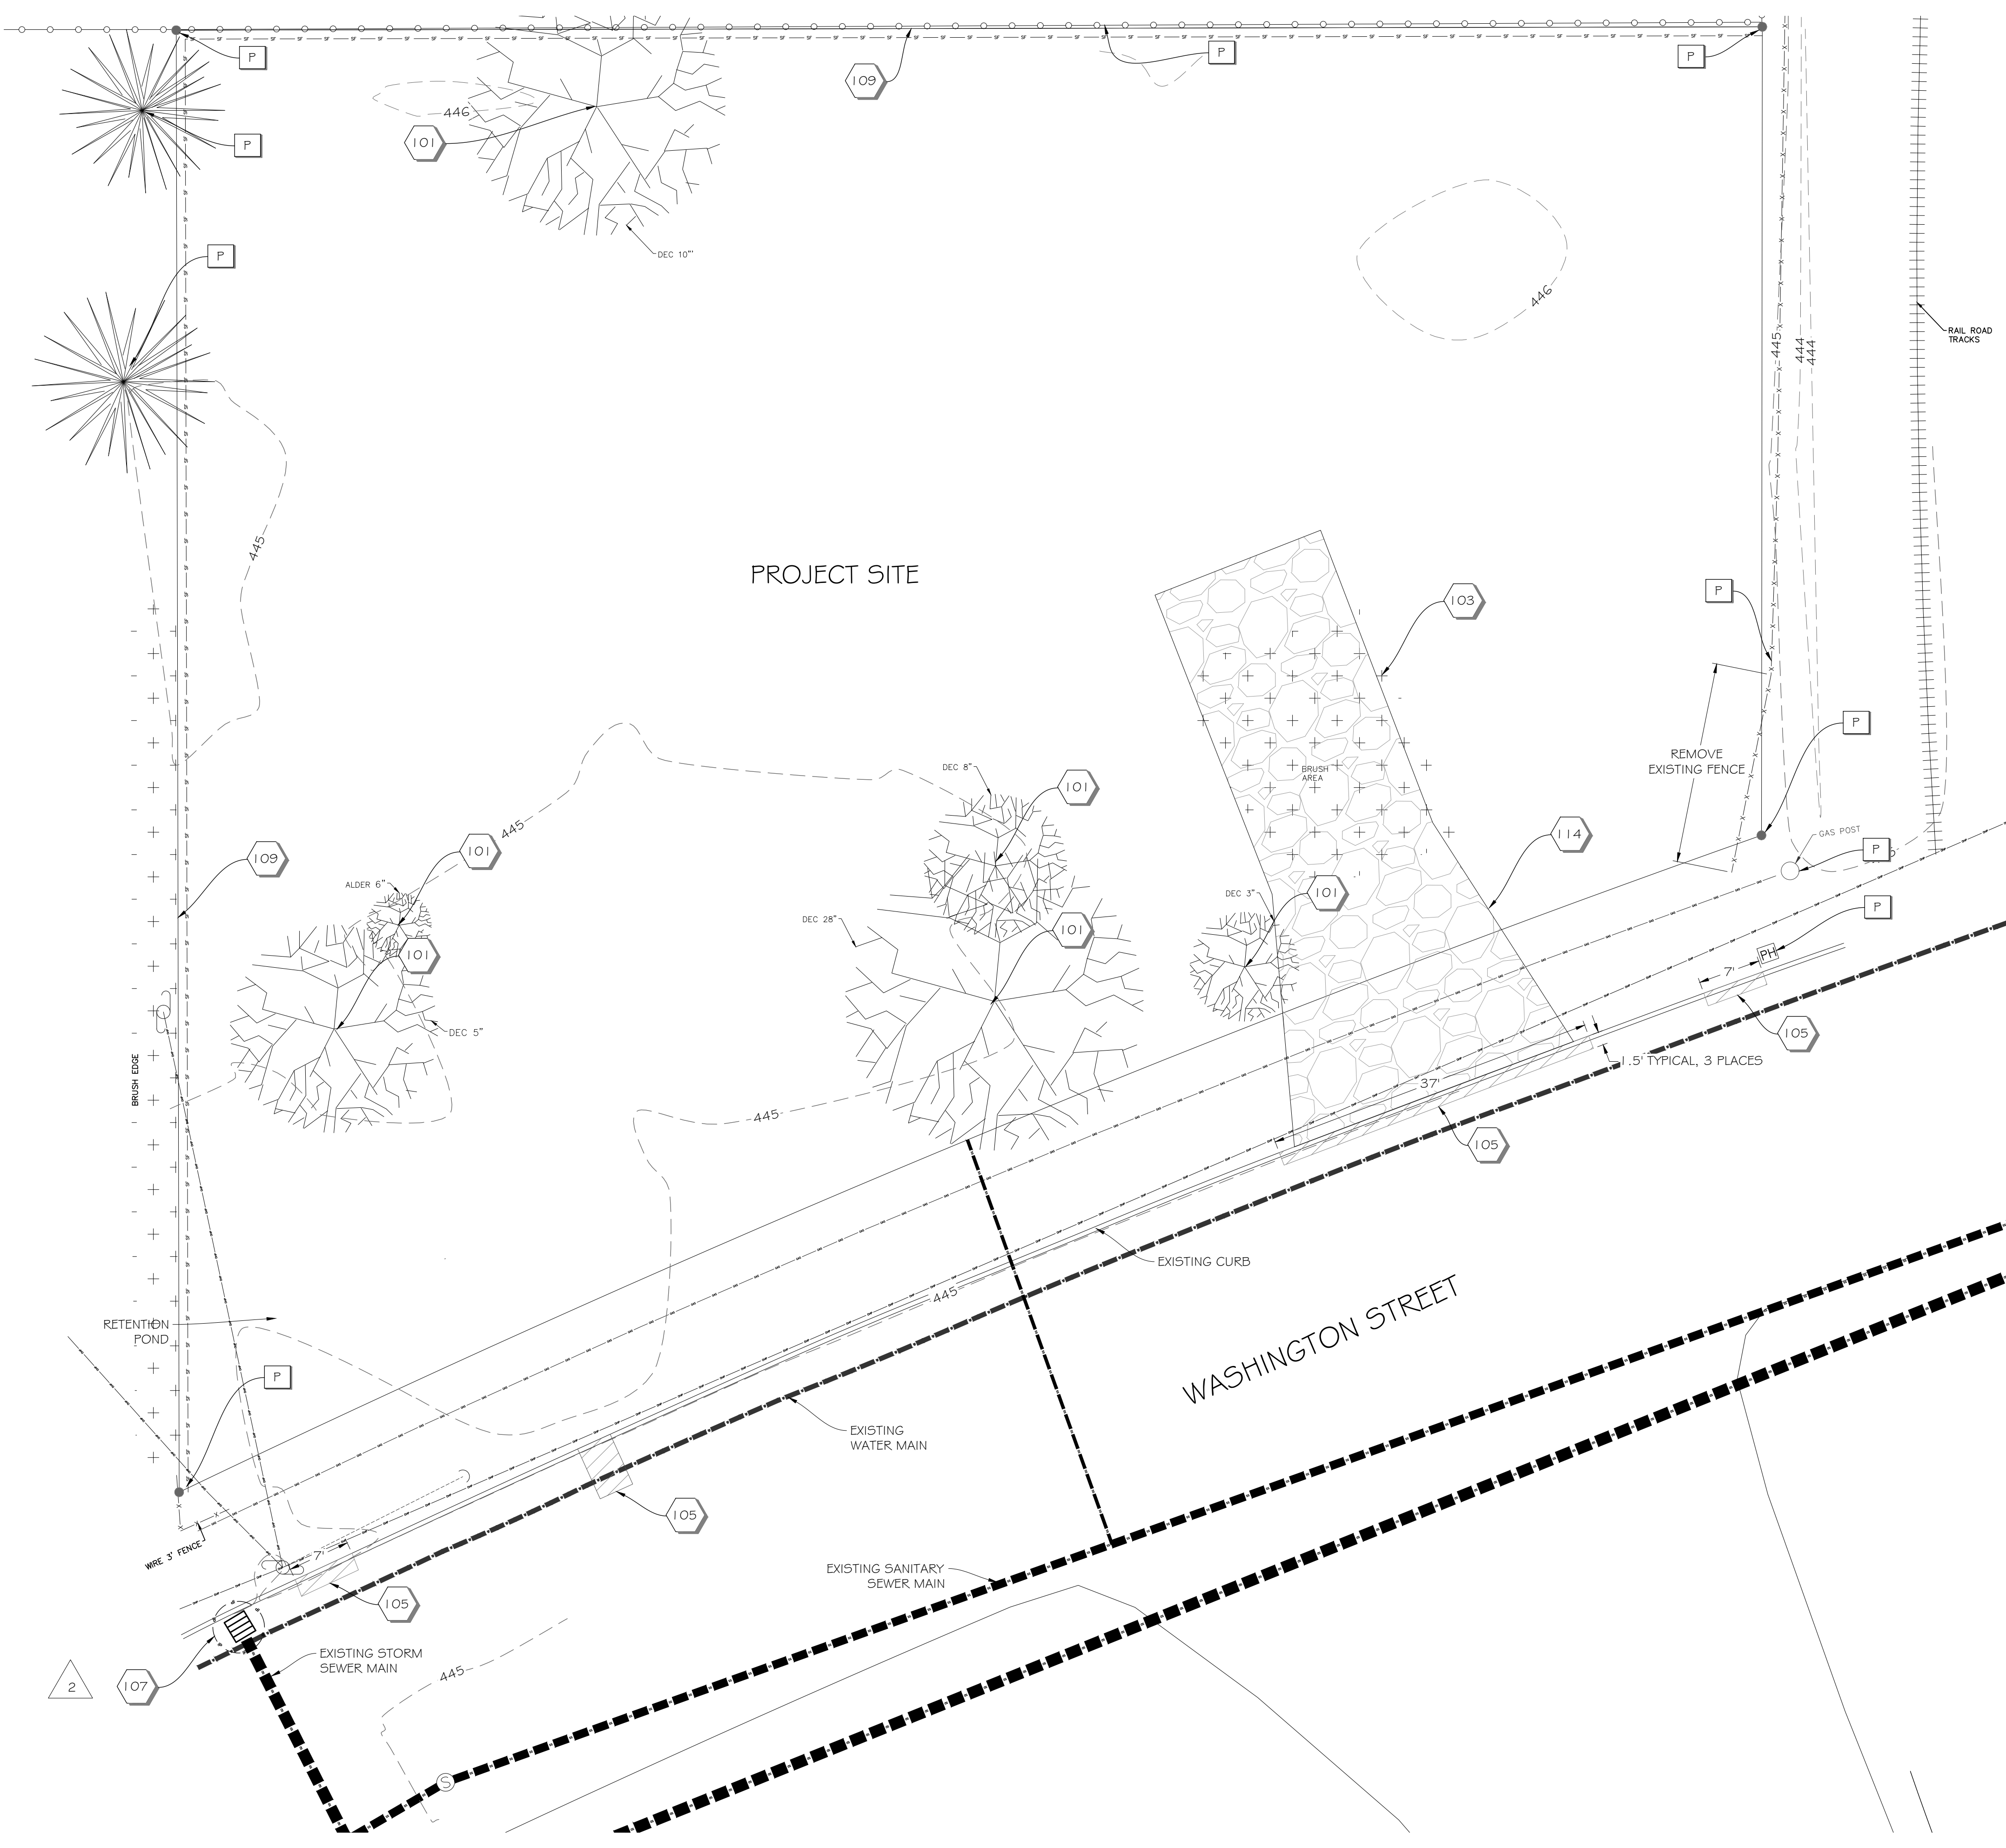 P
109
P
P
446
101
P
DEC 10"'
P
446
445
444
444
RAIL ROAD
TRACKS
445
PROJECT SITE
P
103
P
REMOVE
EXISTING FENCE
DEC 8"
101
BRUSH
AREA
445
GAS POST
P
114
101
109
ALDER 6"
DEC 28"
DEC 3"
101
101
P
101
PH
7'
DEC 5"
105
BRUSH EDGE
1.5' TYPICAL, 3 PLACES
37'
445
105
EXISTING CURB
445
WASHINGTON STREET
RETENTION
POND
P
EXISTING
WATER MAIN
105
WIRE 3' FENCE
7'
EXISTING SANITARY
SEWER MAIN
105
EXISTING STORM
SEWER MAIN
445
2
107
S